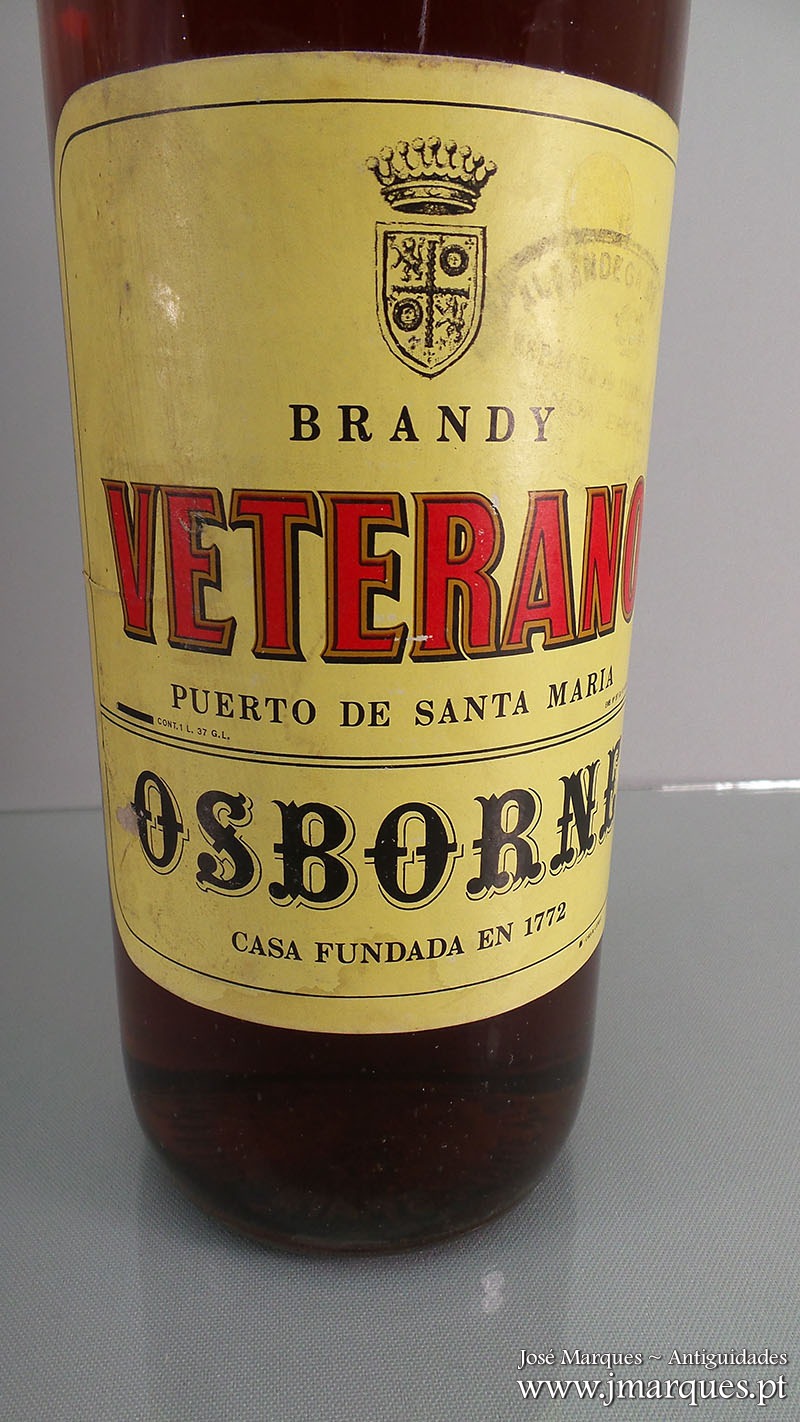 BRANDY
VETERANO
PUERTO DE SANTA MARIA
CONT. 1 L. 37 G.L.
OSBORNE
CASA FUNDADA EN 1772
José Marques ~ Antiguidades
www.jmarques.pt